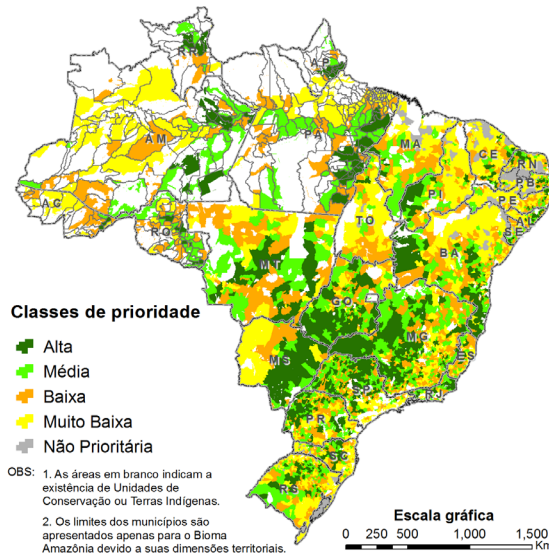 RR
AP
AM
PA
MA
CE
RN
PB
PE
AL
SE
PI
AC
TO
RO
BA
MT
GO
MG
ES
MS
SP
RJ
PR
SC
RS
Classes de prioridade
Alta
Média
Baixa
Muito Baixa
Não Prioritária
OBS: 1. As áreas em branco indicam a
existência de Unidades de
Conservação ou Terras Indígenas.
2. Os limites dos municípios são
apresentados apenas para o Bioma
Amazônia devido a suas dimensões territoriais.
Escala gráfica
0 250 500 1,000 1,500
Km